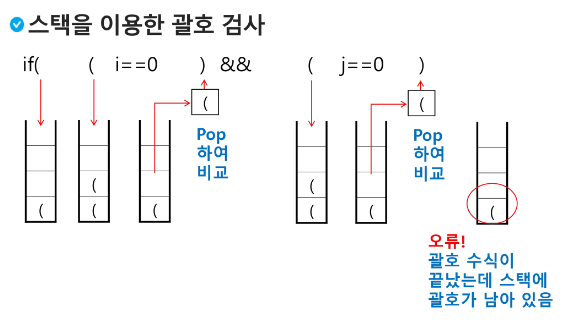 스택을 이용한 괄호 검사
if( ( i==0 ) && ( j==0 )
( (
Pop
하여
비교
Pop
하여
비교
( (
( ( ( ( ( (
오류!
괄호 수식이
끝났는데 스택에
괄호가 남아 있음